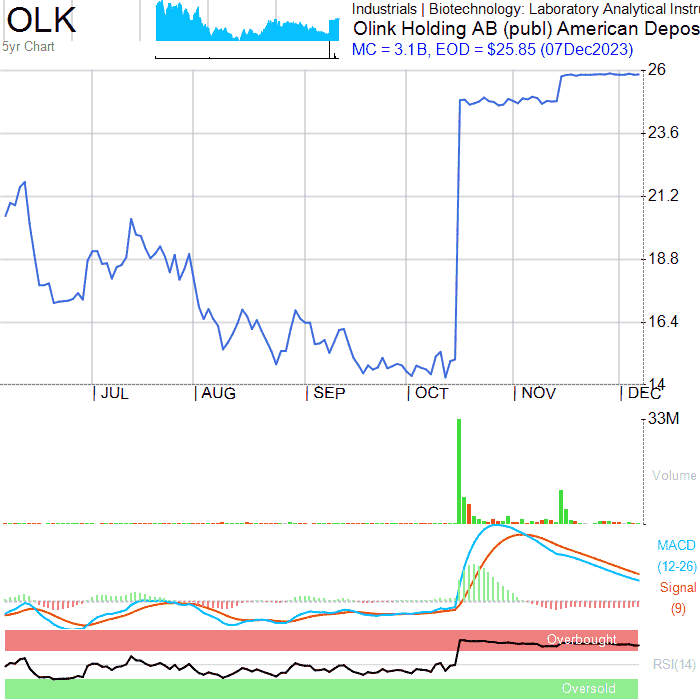 OLK
5yr Chart
Industrials | Biotechnology: Laboratory Analytical Instru
Olink Holding AB (publ) American Depos
MC = 3.1B, EOD = $25.85 (07Dec2023)
26
23.6
21.2
18.8
16.4
14
JUL AUG SEP OCT NOV DEC
33M
Volume
MACD
(12-26)
Signal
(9)
Overbought
RSI(14)
Oversold